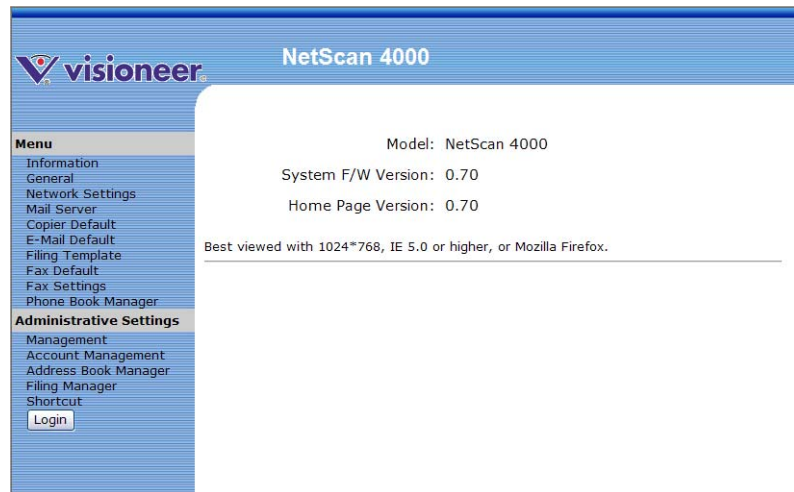 visioneer®
NetScan 4000
Menu
Information
General
Network Settings
Mail Server
Copier Default
E-Mail Default
Filing Template
Fax Default
Fax Settings
Phone Book Manager
Administrative Settings
Management
Account Management
Address Book Manager
Filing Manager
Shortcut
Login
Model: NetScan 4000
System F/W Version: 0.70
Home Page Version: 0.70
Best viewed with 1024*768, IE 5.0 or higher, or Mozilla Firefox.